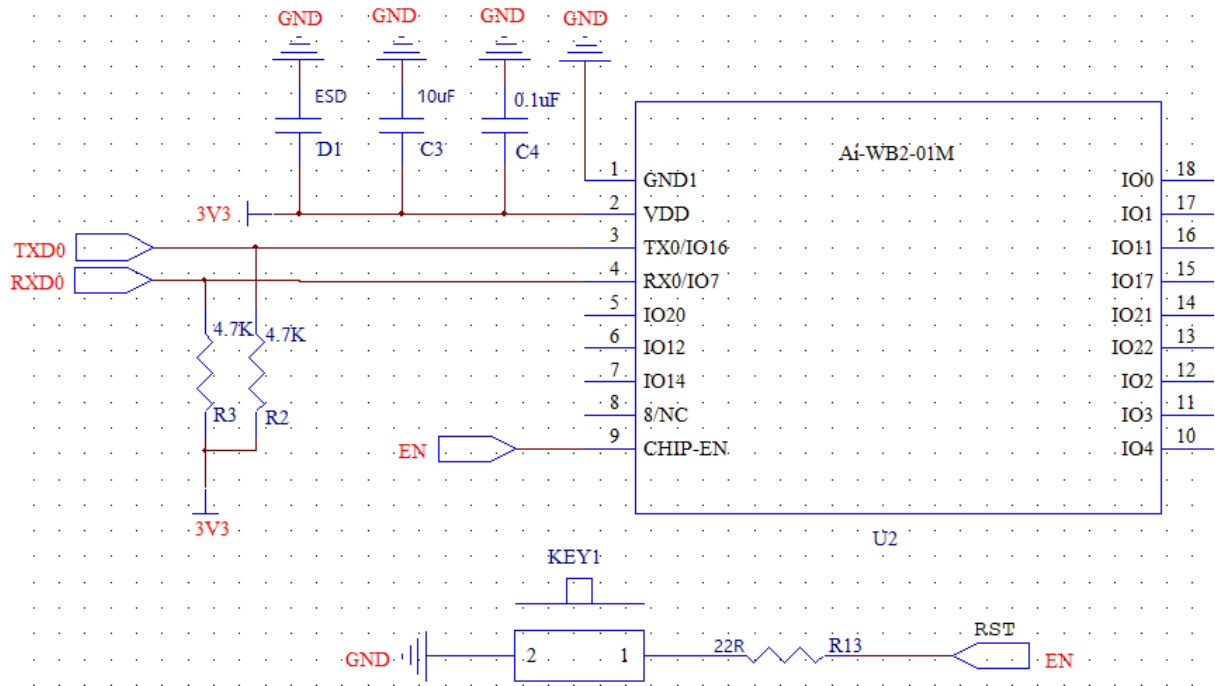 GND GND GND GND
ESD 10uF 0.1uF
D1 C3 C4
Ai-WB2-01M
1 GND1 IO0 18
3V3 2 VDD IO1 17
TXD0 3 TX0/IO16 IO11 16
RXD0 4 RX0/IO7 IO17 15
5 IO20 IO21 14
4.7K 4.7K 6 IO12 IO22 13
7 IO14 IO2 12
R3 R2 8 8/NC IO3 11
EN 9 CHIP-EN IO4 10
3V3
U2
KEY1
RST
GND 2 1 22R R13 EN